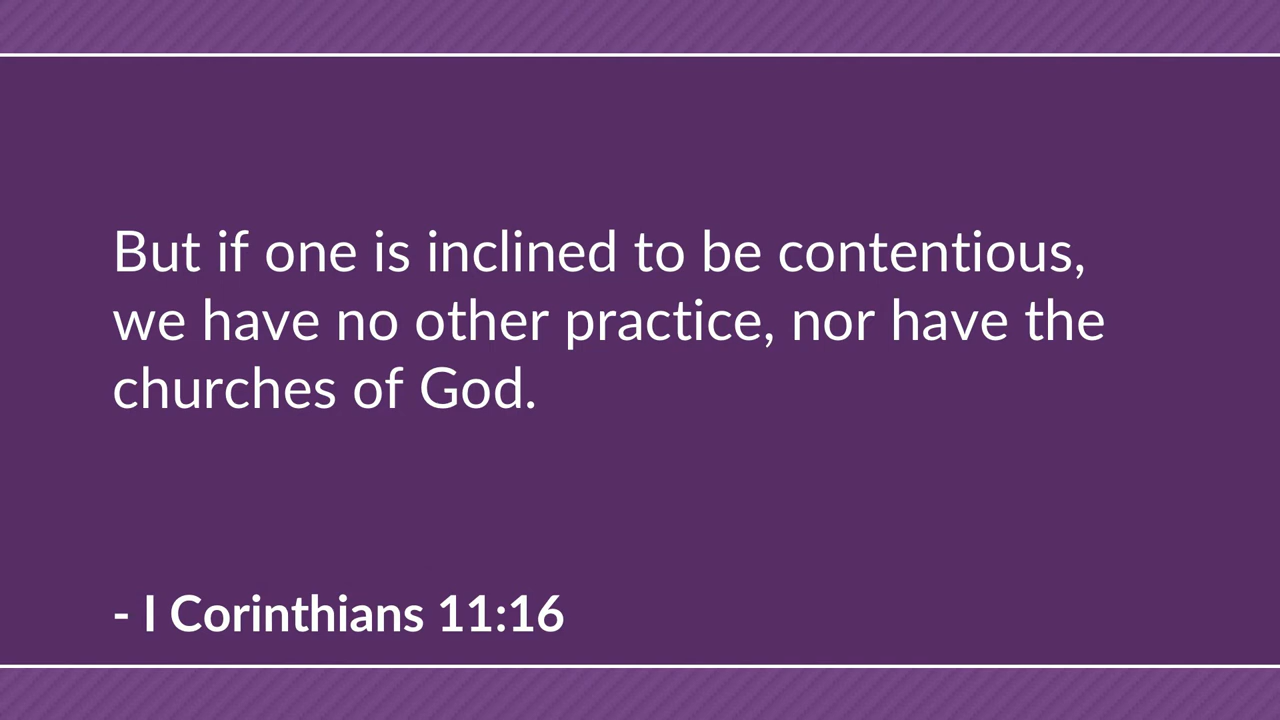 But if one is inclined to be contentious,
we have no other practice, nor have the
churches of God.
- I Corinthians 11:16